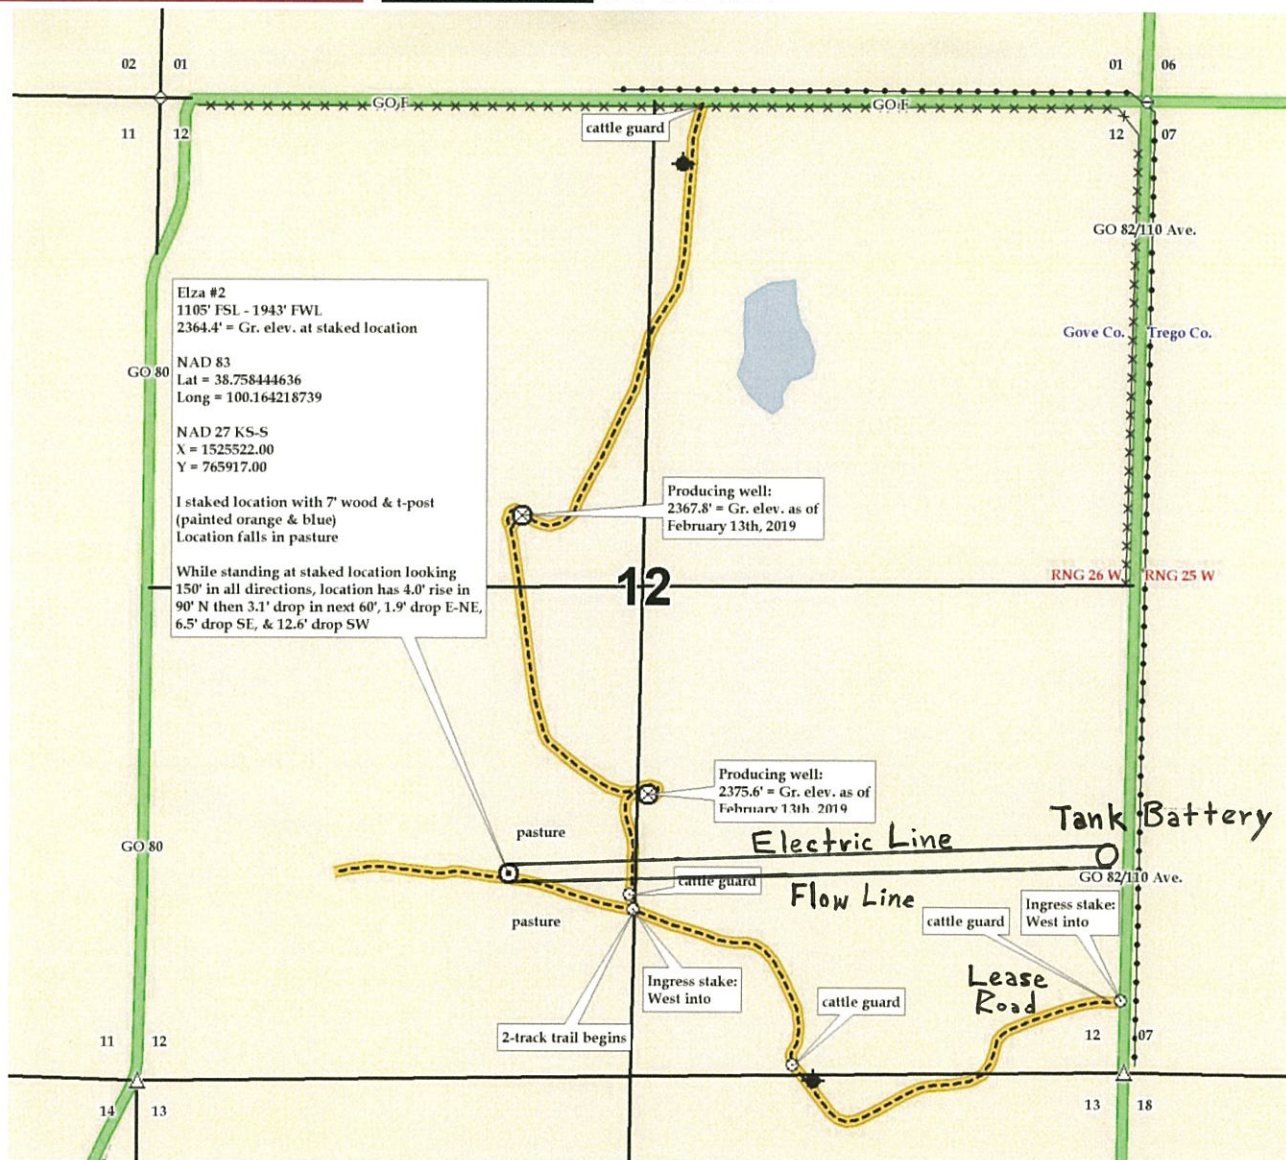 02 01
01 06
GO F
GO F
cattle guard
11 12
12 07
GO 82/110 Ave.
Elza #2
1105' FSL - 1943' FWL
2364.4' = Gr. elev. at staked location
NAD 83
Lat = 38.758444636
Long = 100.164218739
NAD 27 KS-S
X = 1525522.00
Y = 765917.00
I staked location with 7' wood & t-post
(painted orange & blue)
Location falls in pasture
While standing at staked location looking
150' in all directions, location has 4.0' rise in
90' N then 3.1' drop in next 60', 1.9' drop E-NE,
6.5' drop SE, & 12.6' drop SW
Gove Co. Trego Co.
GO 80
Producing well:
2367.8' = Gr. elev. as of
February 13th, 2019
12
RNG 26 W RNG 25 W
Producing well:
2375.6' = Gr. elev. as of
February 13th, 2019
Tank Battery
pasture
Electric Line
GO 80
cattle guard
GO 82/110 Ave.
Flow Line
pasture
cattle guard
Ingress stake:
West into
Lease
Road
Ingress stake:
West into
cattle guard
2-track trail begins
11 12
12 07
14 13
13 18